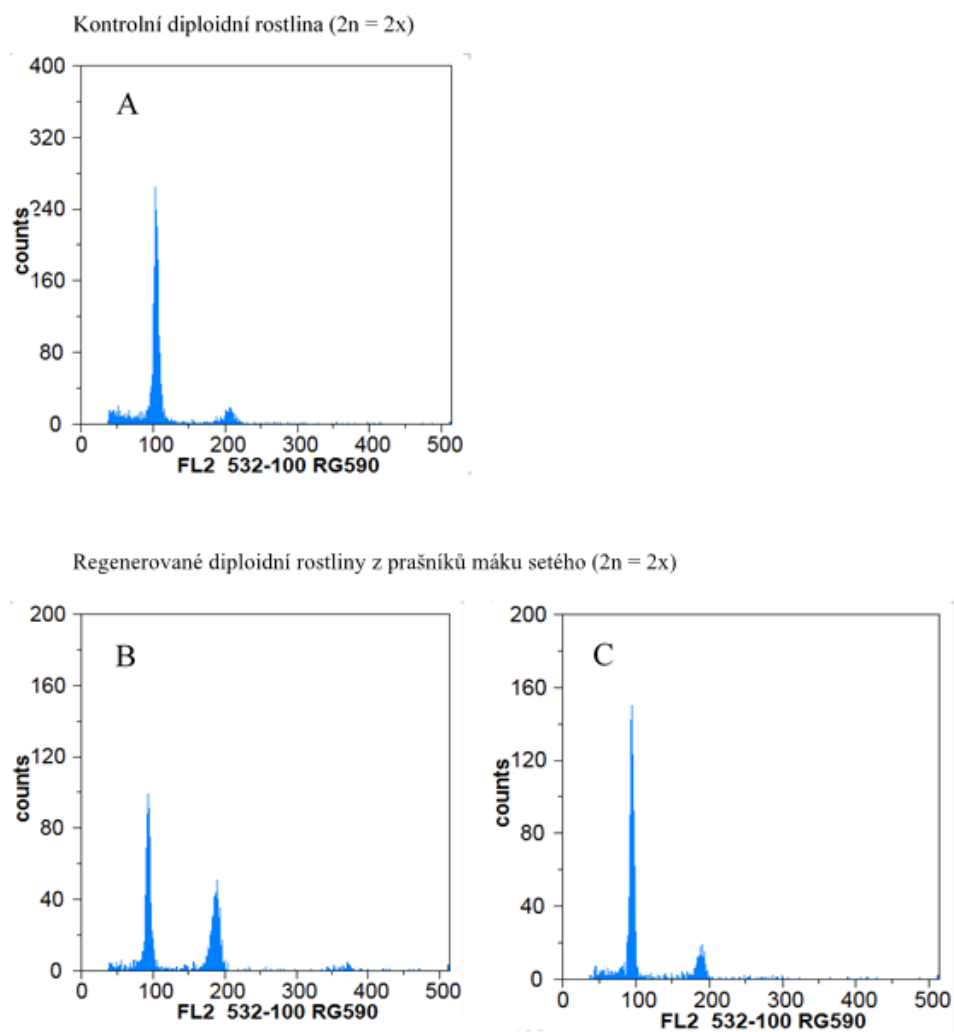 Kontrolní diploidní rostlina (2n = 2x)
A
400
320
240
160
80
0
counts
0 100 200 300 400 500
FL2 532-100 RG590
Regenerované diploidní rostliny z prašníků máku setého (2n = 2x)
B
200
160
120
80
40
0
counts
0 100 200 300 400 500
FL2 532-100 RG590
C
200
160
120
80
40
0
counts
0 100 200 300 400 500
FL2 532-100 RG590